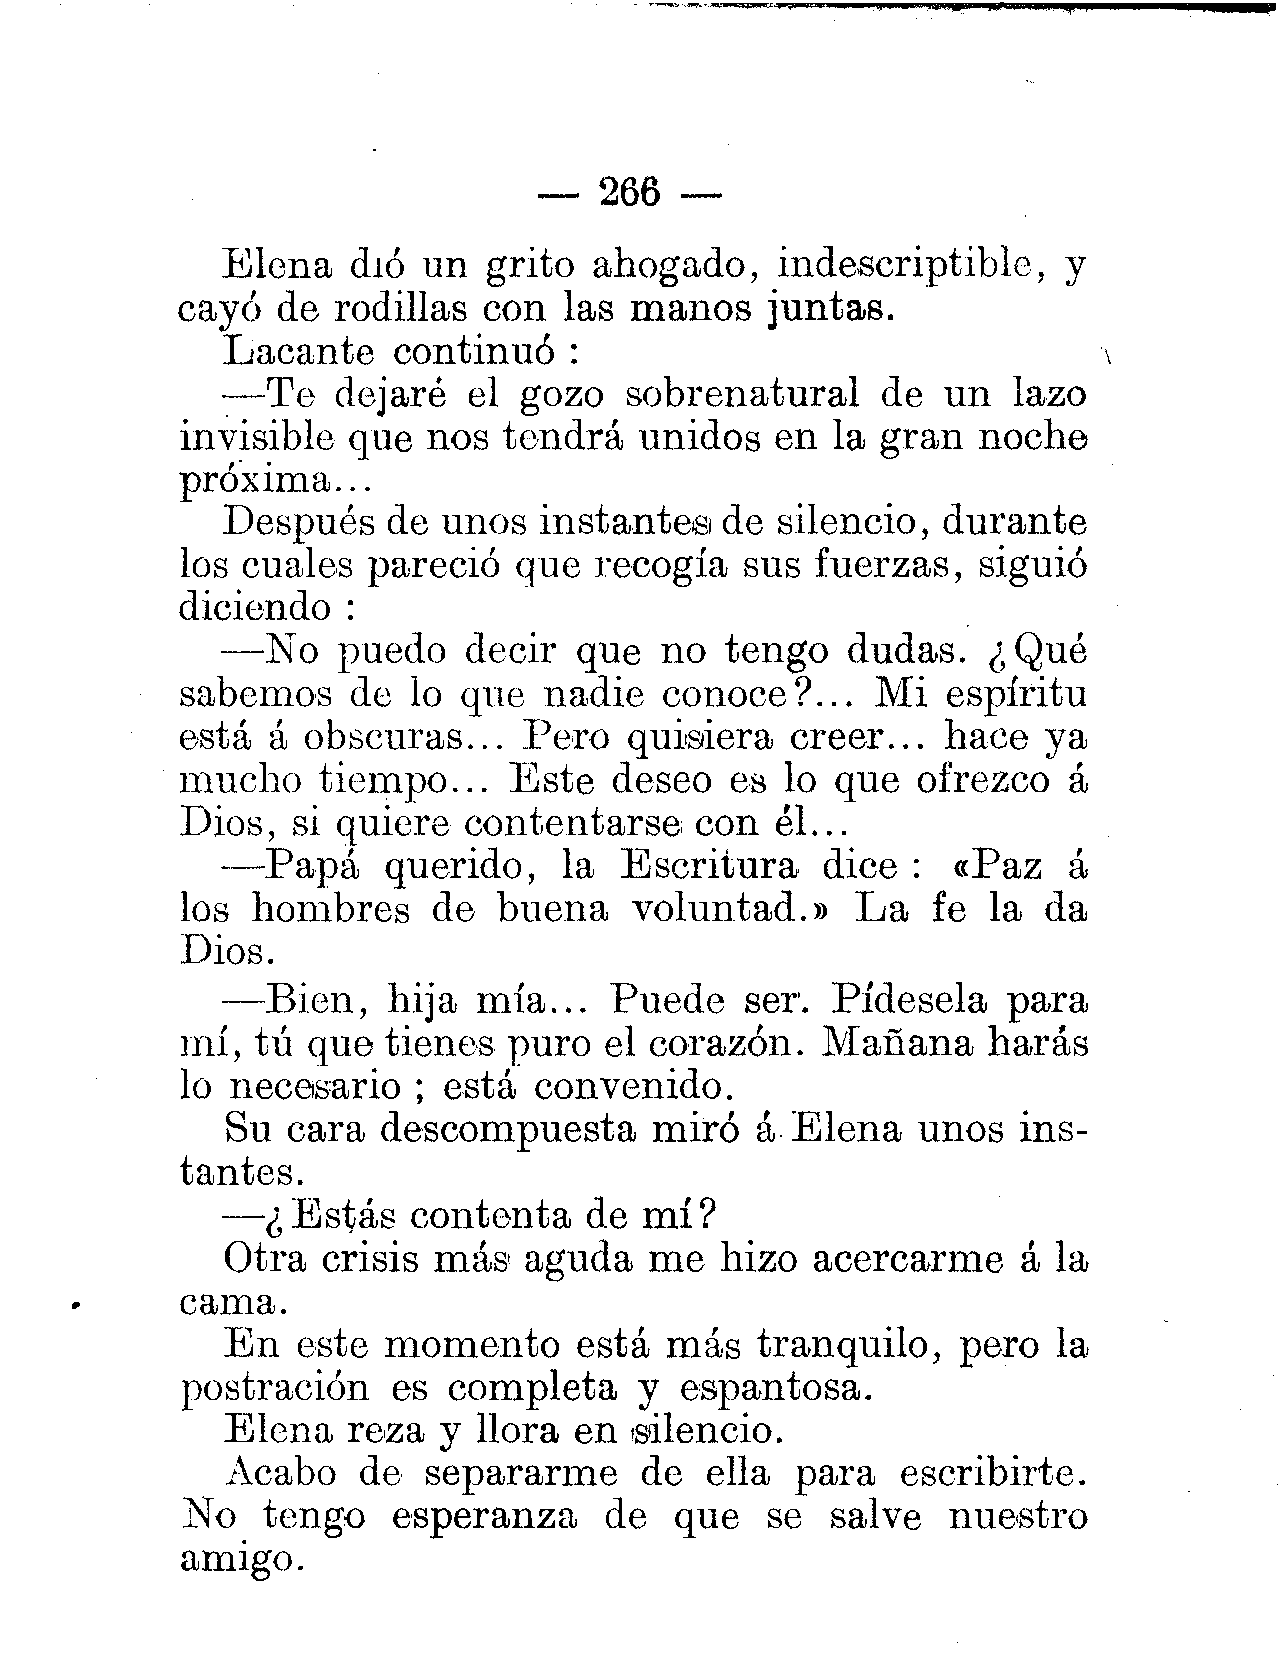 — 266 —
Elena dió un grito ahogado, indescriptible, y
cayó de rodillas con las manos juntas.
Lacante continuó :
—Te dejaré el gozo sobrenatural de un lazo
invisible que nos tendrá unidos en la gran noche
próxima...
Después de unos instantes de silencio, durante
los cuales pareció que recogía sus fuerzas, siguió
diciendo :
—No puedo decir que no tengo dudas. ¿Qué
sabemos de lo que nadie conoce?... Mi espíritu
está á obscuras... Pero quisiera creer... hace ya
mucho tiempo... Este deseo es lo que ofrezco á
Dios, si quiere contentarse con él...
—Papá querido, la Escritura dice : «Paz á
los hombres de buena voluntad.» La fe la da
Dios.
—Bien, hija mía... Puede ser. Pídesela para
mí, tú que tienes puro el corazón. Mañana harás
lo necesario ; está convenido.
Su cara descompuesta miró á Elena unos ins-
tantes.
—¿Estás contenta de mí?
Otra crisis más aguda me hizo acercarme á la
cama.
En este momento está más tranquilo, pero la
postración es completa y espantosa.
Elena reza y llora en silencio.
Acabo de separarme de ella para escribirte.
No tengo esperanza de que se salve nuestro
amigo.